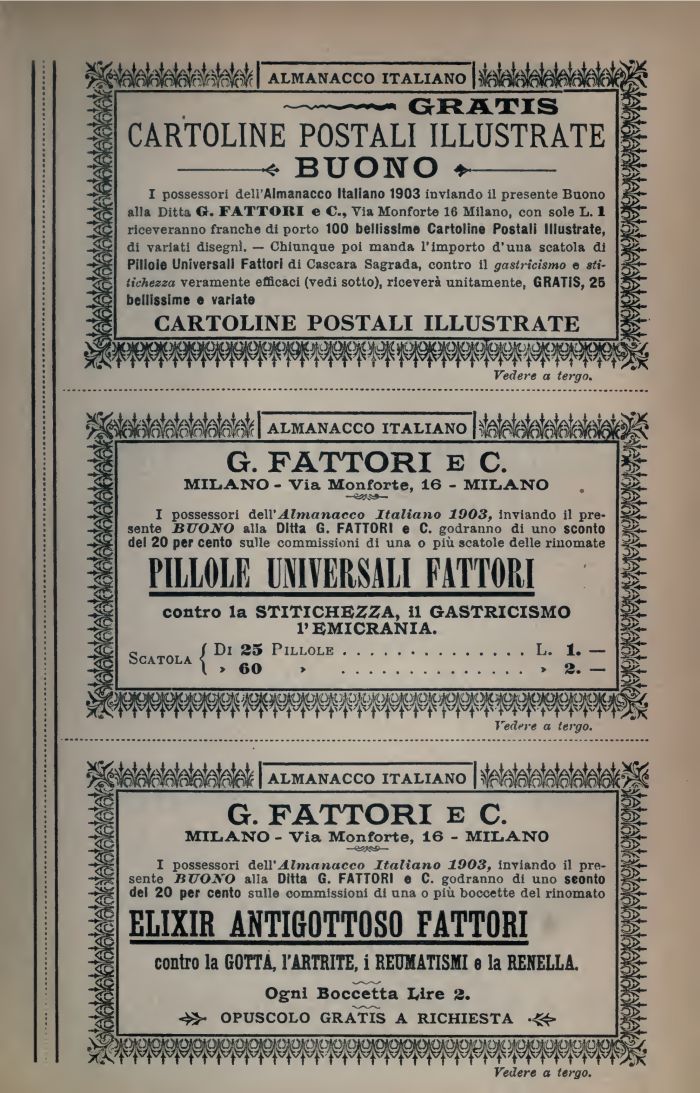 ALMANACCO ITALIANO
GRATIS
CARTOLINE POSTALI ILLUSTRATE
BUONO
I possessori dell'Almanacco Italiano 1903 inviando il presente Buono
alla Ditta G. FATTORI e C., Via Monforte 16 Milano, con sole L. 1
riceveranno franche di porto 100 bellissime Cartoline Postali Illustrate,
di variati disegni. — Chiunque poi manda l'importo d'una scatola di
Pillole Universali Fattori di Cascara Sagrada, contro il gastricismo e sti-
tichezza veramente efficaci (vedi sotto), riceverà unitamente, GRATIS, 25
bellissime e variate
CARTOLINE POSTALI ILLUSTRATE
Vedere a tergo.
ALMANACCO ITALIANO
G. FATTORI E C.
MILANO - Via Monforte, 16 - MILANO
I possessori dell'Almanacco Italiano 1903, inviando il pre-
sente BUONO alla Ditta G. FATTORI e C. godranno di uno sconto
del 20 per cento sulle commissioni di una o più scatole delle rinomate
PILLOLE UNIVERSALI FATTORI
contro la STITICHEZZA, il GASTRICISMO
l'EMICRANIA.
SCATOLA { DI 25 PILLOLE . . . . . . . . . . . . . . . L. 1. —
» 60 » . . . . . . . . . . . . . . . » 2. —
Vedere a tergo.
ALMANACCO ITALIANO
G. FATTORI E C.
MILANO - Via Monforte, 16 - MILANO
I possessori dell'Almanacco Italiano 1903, inviando il pre-
sente BUONO alla Ditta G. FATTORI e C. godranno di uno sconto
del 20 per cento sulle commissioni di una o più boccette del rinomato
ELIXIR ANTIGOTTOSO FATTORI
contro la GOTTA, l'ARTRITE, i REUMATISMI e la RENELLA.
Ogni Boccetta Lire 2.
OPUSCOLO GRATIS A RICHIESTA
Vedere a tergo.